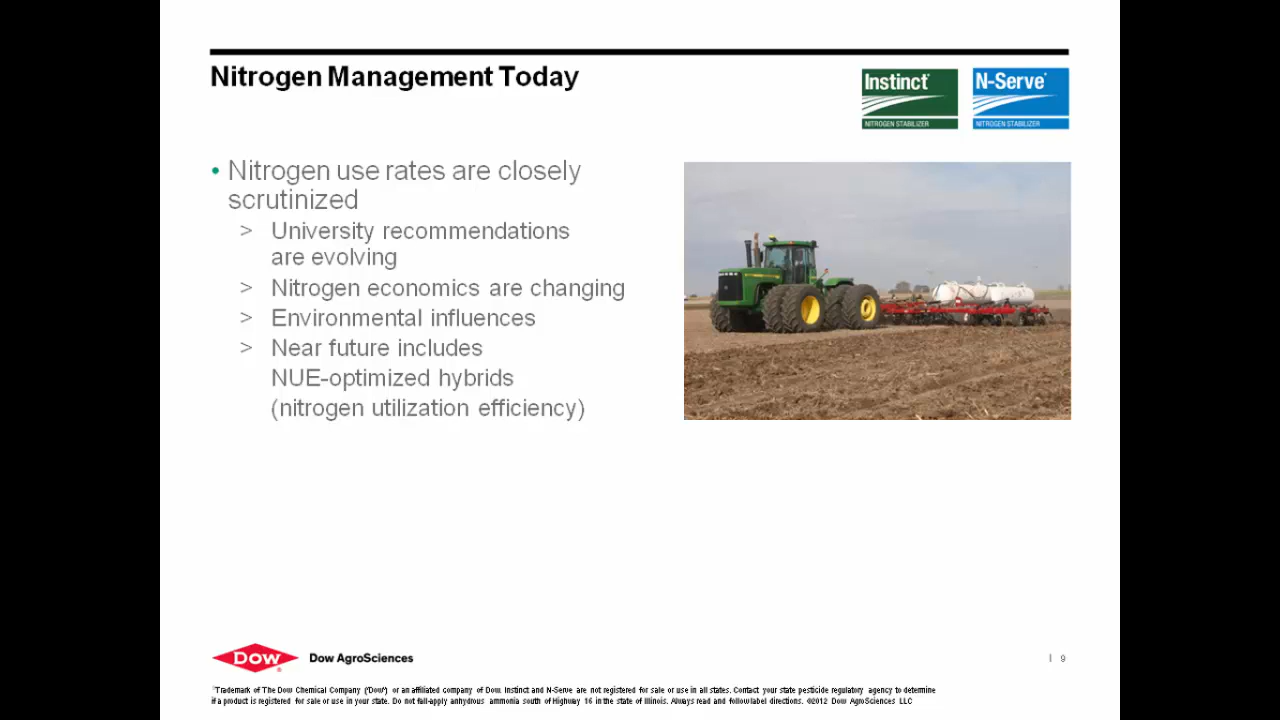 Nitrogen Management Today
Instinct®
NITROGEN STABILIZER
N-Serve®
NITROGEN STABILIZER
• Nitrogen use rates are closely
scrutinized
> University recommendations
are evolving
> Nitrogen economics are changing
> Environmental influences
> Near future includes
NUE-optimized hybrids
(nitrogen utilization efficiency)
DOW®
Dow AgroSciences
| 9
Trademark of The Dow Chemical Company ("Dow") or an affiliated company of Dow. Instinct and N-Serve are not registered for sale or use in all states. Contact your state pesticide regulatory agency to determine
if a product is registered for sale or use in your state. Do not fall-apply anhydrous ammonia south of Highway 16 in the state of Illinois. Always read and follow label directions. ©2012 Dow AgroSciences LLC